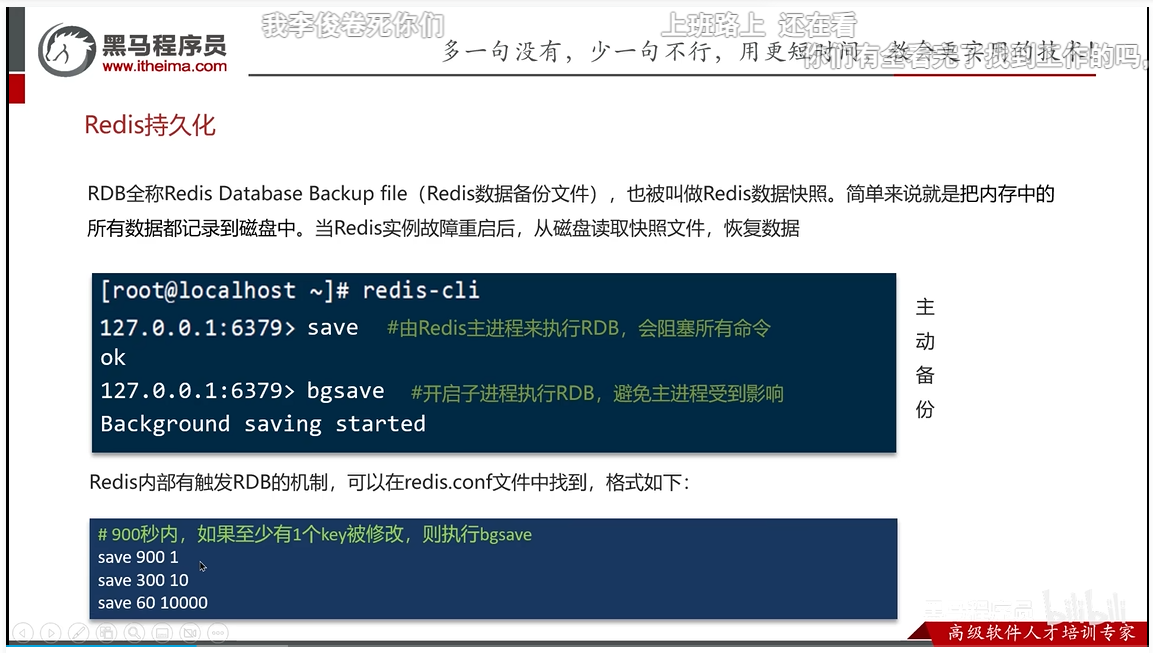 我李俊卷死你们
上班路上 还在看
黑马程序员
www.itheima.com
多一句没有，少一句不行，用更短时间，教会更实用的技术！
你们有全看完了找到工作的吗，
Redis持久化
RDB全称Redis Database Backup file（Redis数据备份文件），也被叫做Redis数据快照。简单来说就是把内存中的
所有数据都记录到磁盘中。当Redis实例故障重启后，从磁盘读取快照文件，恢复数据
[root@localhost ~]# redis-cli
127.0.0.1:6379> save #由Redis主进程来执行RDB，会阻塞所有命令
ok
127.0.0.1:6379> bgsave #开启子进程执行RDB，避免主进程受到影响
Background saving started
主
动
备
份
Redis内部有触发RDB的机制，可以在redis.conf文件中找到，格式如下：
# 900秒内，如果至少有1个key被修改，则执行bgsave
save 900 1
save 300 10
save 60 10000
bilibili
高级软件人才培训专家